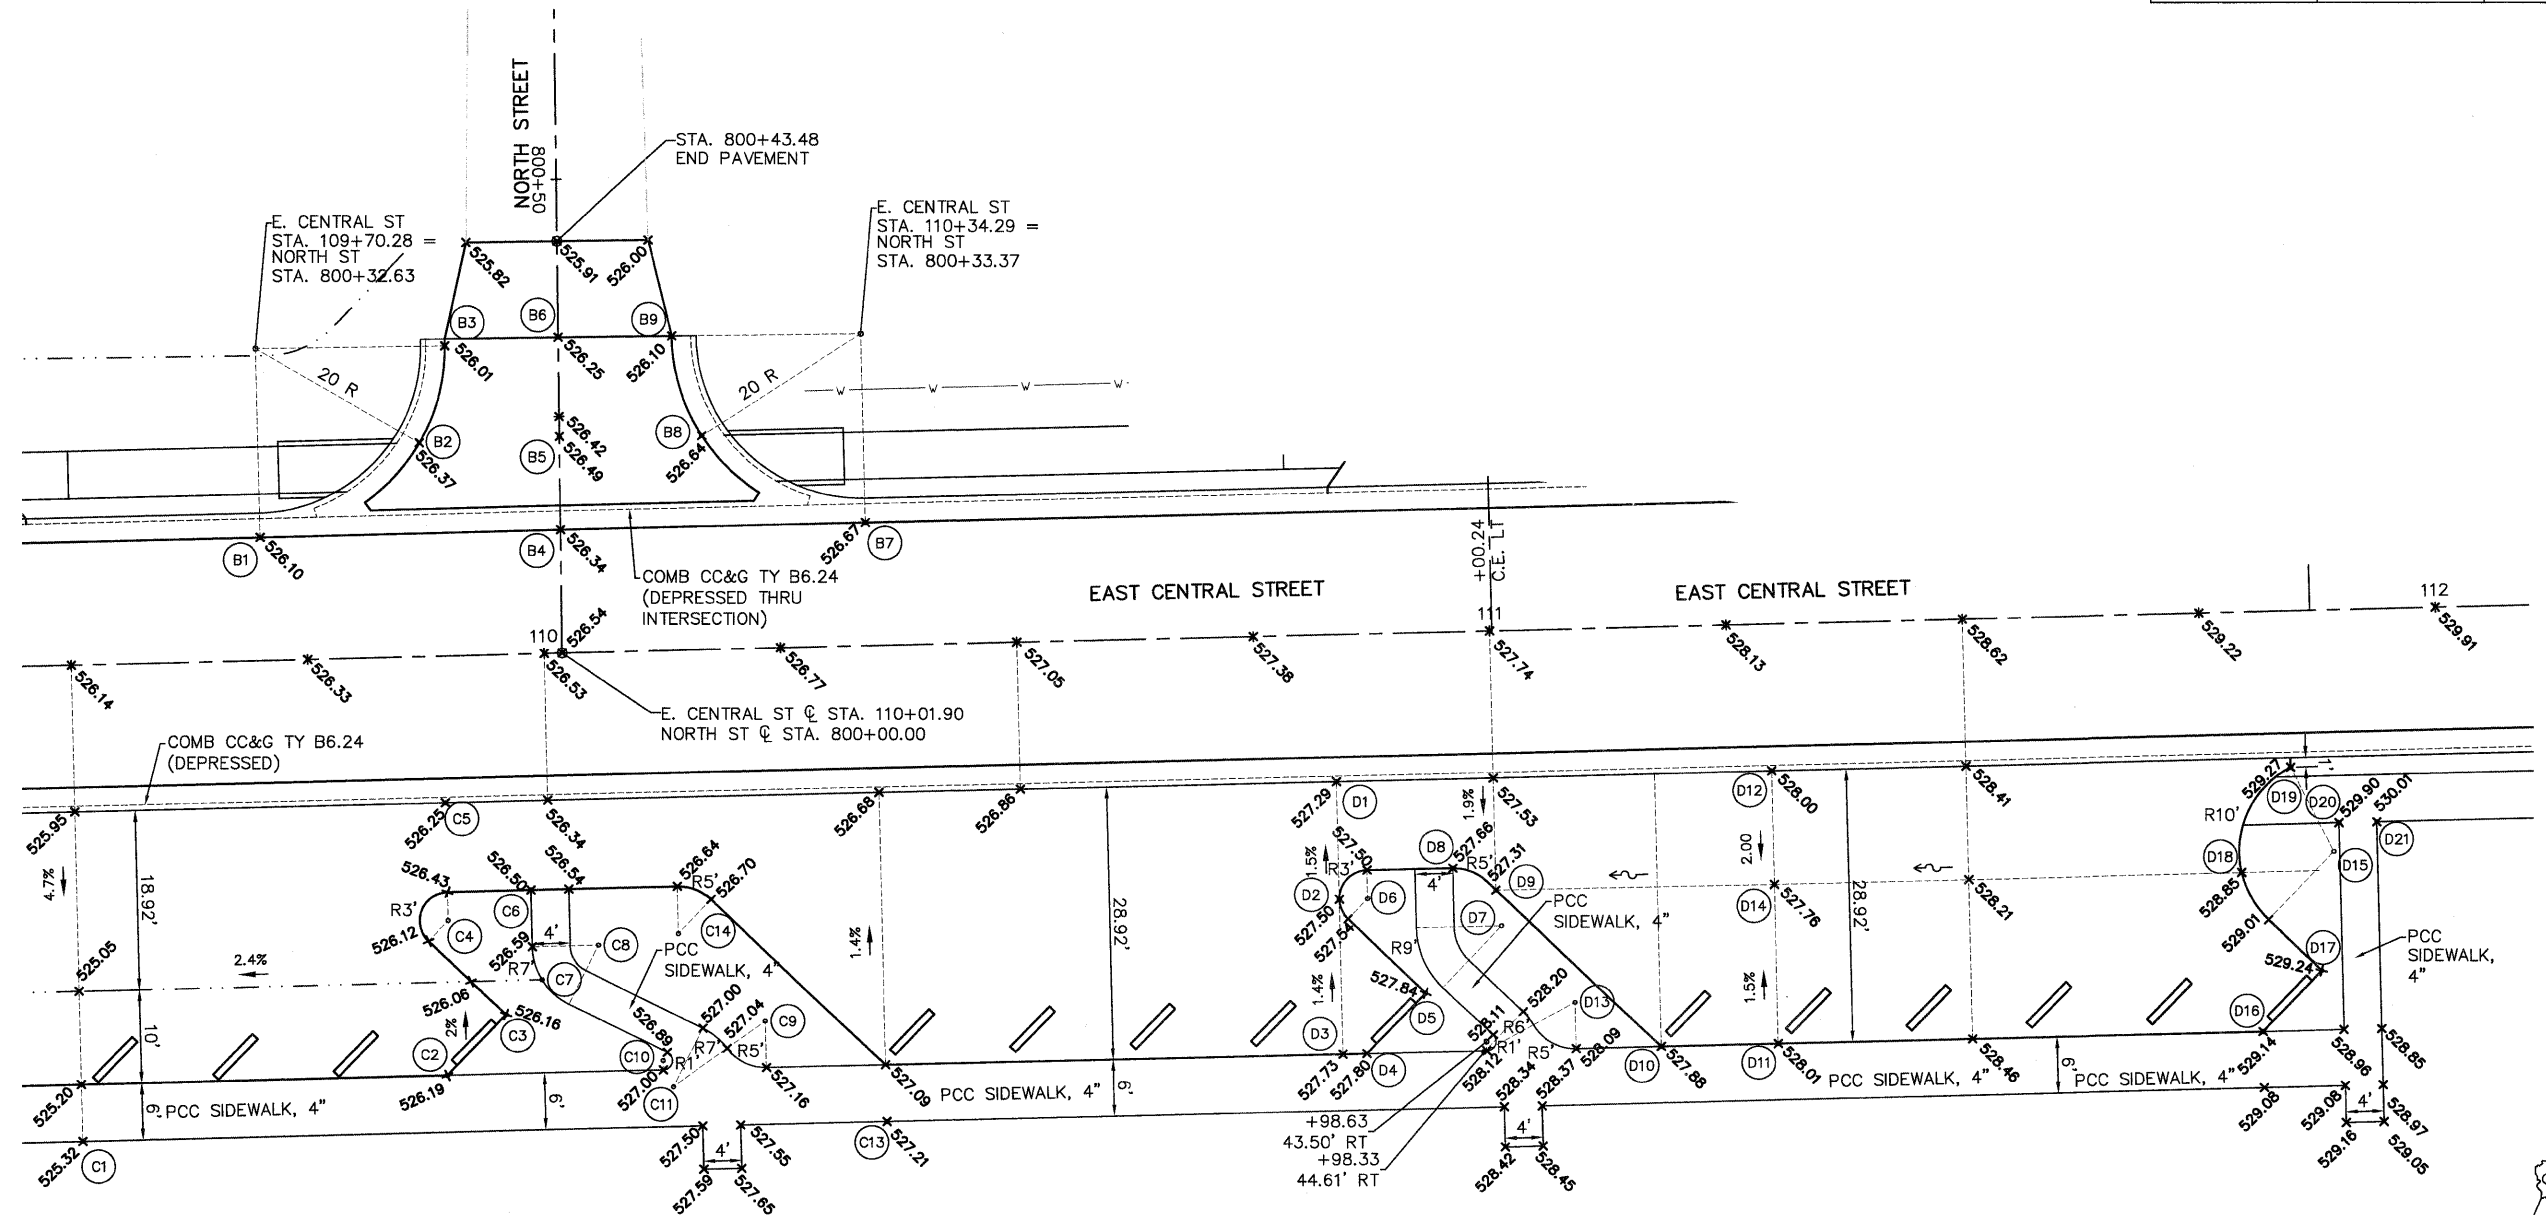 NORTH STREET
800+50
STA. 800+43.48
END PAVEMENT
E. CENTRAL ST
STA. 109+70.28 =
NORTH ST
STA. 800+32.63
E. CENTRAL ST
STA. 110+34.29 =
NORTH ST
STA. 800+33.37
525.82
525.91
526.00
B3
B6
B9
526.01
526.25
526.10
20 R
20 R
W
W
W
W
B2
526.37
B5
526.42
526.49
B8
526.64
B1
526.10
B4
526.34
526.67
B7
COMB CC&G TY B6.24
(DEPRESSED THRU
INTERSECTION)
+00.24
C.E. LT
EAST CENTRAL STREET
EAST CENTRAL STREET
110
111
112
526.14
526.33
526.53
526.54
526.77
527.05
527.38
527.74
528.13
528.62
529.22
529.91
E. CENTRAL ST ℄ STA. 110+01.90
NORTH ST ℄ STA. 800+00.00
COMB CC&G TY B6.24
(DEPRESSED)
525.95
526.25
C5
526.34
526.68
526.86
527.29
D1
1.9%
527.53
D12
528.00
528.41
529.27
1'
D19
D20
529.90
530.01
D21
4.7%
18.92'
526.43
526.50
526.54
526.64
R5'
526.70
R3'
C4
C6
C14
526.12
526.59
4'
C8
R7'
C7
PCC
SIDEWALK, 4"
1.4%
28.92'
1.5%
527.50
R3'
D2
D6
527.50
527.54
D8
527.66
4'
R5'
527.31
D9
D7
R9'
PCC
SIDEWALK, 4"
2.00
D14
527.76
28.92'
528.21
R10'
D18
528.85
D15
529.01
D17
529.24
PCC
SIDEWALK,
4"
525.05
2.4%
526.06
526.16
2%
C3
C2
10'
526.89
527.00
527.04
C9
C10
R7'
R1'
R5'
C11
1.4%
527.84
D5
D3
D4
528.11
528.20
D13
R6'
R1'
R5'
528.09
D10
1.5%
D11
D16
525.20
526.19
527.00
527.16
527.09
527.73
527.80
528.12
528.34
528.37
527.88
528.01
528.46
529.14
528.96
528.85
6'
PCC SIDEWALK, 4"
6'
PCC SIDEWALK, 4"
6'
PCC SIDEWALK, 4"
6'
PCC SIDEWALK, 4"
525.32
C1
527.50
4'
527.55
527.59
527.65
C13
527.21
+98.63
43.50' RT
+98.33
44.61' RT
4'
528.42
528.45
529.08
529.08
4'
528.97
529.16
529.05